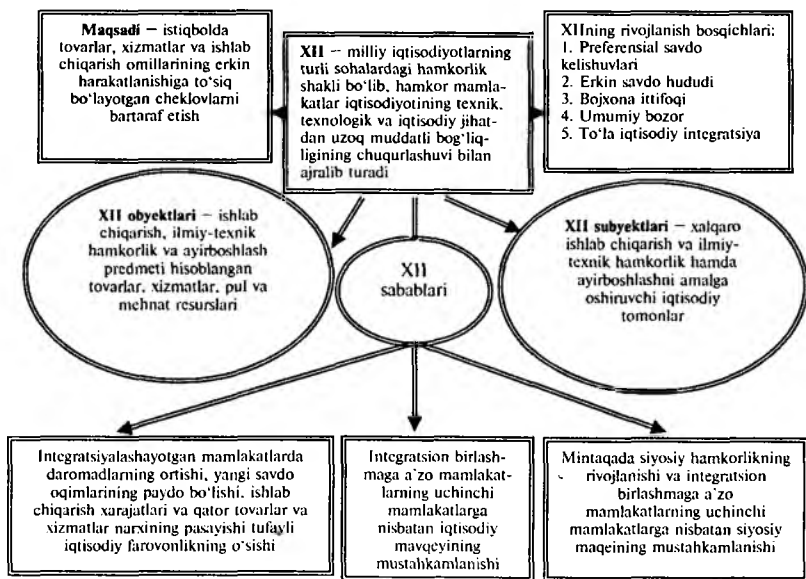 Maqsadi – istiqbolda
tovarlar, xizmatlar va ishlab
chiqarish omillarining erkin
harakatlanishiga to‘siq
bo‘layotgan cheklovlarni
bartaraf etish
XII – milliy iqtisodiyotlarning
turli sohalardagi hamkorlik
shakli bo‘lib, hamkor mamla-
katlar iqtisodiyotining texnik,
texnologik va iqtisodiy jihat-
dan uzoq muddatli bog‘liq-
ligining chuqurlashuvi bilan
ajralib turadi
XIIning rivojlanish bosqichlari:
1. Preferensial savdo
kelishuvlari
2. Erkin savdo hududi
3. Bojxona ittifoqi
4. Umumiy bozor
5. To‘la iqtisodiy integratsiya
XII obyektlari – ishlab
chiqarish, ilmiy-texnik
hamkorlik va ayirboshlash
predmeti hisoblangan
tovarlar, xizmatlar, pul va
mehnat resurslari
XII
sabablari
XII subyektlari – xalqaro
ishlab chiqarish va ilmiy-
texnik hamkorlik hamda
ayirboshlashni amalga
oshiruvchi iqtisodiy
tomonlar
Integratsiyalashayotgan mamlakatlarda
daromadlarning ortishi, yangi savdo
oqimlarining paydo bo‘lishi, ishlab
chiqarish xarajatlari va qator tovarlar va
xizmatlar narxining pasayishi tufayli
iqtisodiy farovonlikning o‘sishi
Integratsion birlash-
maga a’zo mamlakat-
larning uchinchi
mamlakatlarga
nisbatan iqtisodiy
mavqeyining
mustahkamlanishi
Mintaqada siyosiy hamkorlikning
rivojlanishi va integratsion
birlashmaga a’zo
mamlakatlarning uchinchi
mamlakatlarga nisbatan siyosiy
maqeining mustahkamlanishi